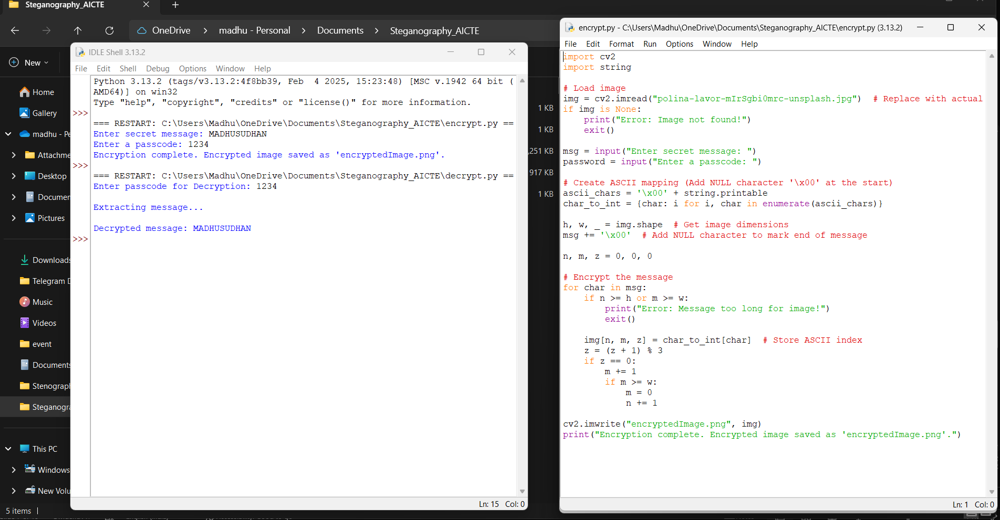 Steganography_AICTE
OneDrive > madhu - Personal > Documents > Steganography_AICTE
New
Home
Gallery
madhu - Pe
Attachme
Desktop
Documen
Pictures
Downloads
Telegram D
Music
Videos
event
Documents
Stenograph
Steganogra
This PC
Windows
New Volu
5 items
1 KB
1 KB
,251 KB
917 KB
1 KB
IDLE Shell 3.13.2
File Edit Shell Debug Options Window Help
Python 3.13.2 (tags/v3.13.2:4f8bb39, Feb  4 2025, 15:23:48) [MSC v.1942 64 bit (
AMD64)] on win32
Type "help", "copyright", "credits" or "license()" for more information.
>>>
=== RESTART: C:\Users\Madhu\OneDrive\Documents\Steganography_AICTE\encrypt.py ==
Enter secret message: MADHUSUDHAN
Enter a passcode: 1234
Encryption complete. Encrypted image saved as 'encryptedImage.png'.
>>>
=== RESTART: C:\Users\Madhu\OneDrive\Documents\Steganography_AICTE\decrypt.py ==
Enter passcode for Decryption: 1234
Extracting message...
Decrypted message: MADHUSUDHAN
>>>
Ln: 15 Col: 0
encrypt.py - C:\Users\Madhu\OneDrive\Documents\Steganography_AICTE\encrypt.py (3.13.2)
File Edit Format Run Options Window Help
import cv2
import string
# Load image
img = cv2.imread("polina-lavor-mIrSgbi0mrc-unsplash.jpg")  # Replace with actual
if img is None:
    print("Error: Image not found!")
    exit()
msg = input("Enter secret message: ")
password = input("Enter a passcode: ")
# Create ASCII mapping (Add NULL character '\x00' at the start)
ascii_chars = '\x00' + string.printable
char_to_int = {char: i for i, char in enumerate(ascii_chars)}
h, w, _ = img.shape  # Get image dimensions
msg += '\x00'  # Add NULL character to mark end of message
n, m, z = 0, 0, 0
# Encrypt the message
for char in msg:
    if n >= h or m >= w:
        print("Error: Message too long for image!")
        exit()
    img[n, m, z] = char_to_int[char]  # Store ASCII index
    z = (z + 1) % 3
    if z == 0:
        m += 1
        if m >= w:
            m = 0
            n += 1
cv2.imwrite("encryptedImage.png", img)
print("Encryption complete. Encrypted image saved as 'encryptedImage.png'.")
Ln: 1 Col: 0